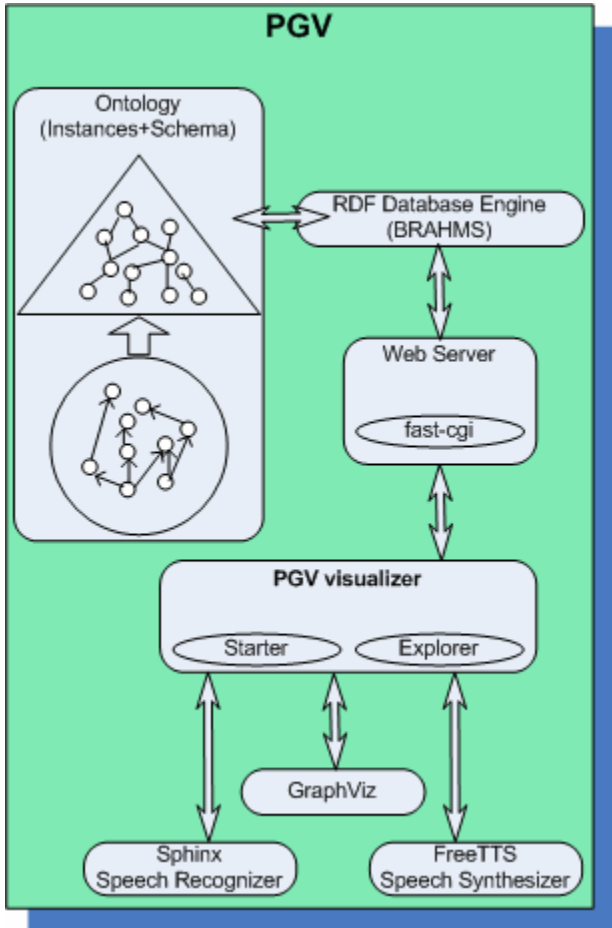 PGV
Ontology
(Instances+Schema)
RDF Database Engine
(BRAHMS)
Web Server
fast-cgi
PGV visualizer
Starter
Explorer
GraphViz
Sphinx
Speech Recognizer
FreeTTS
Speech Synthesizer